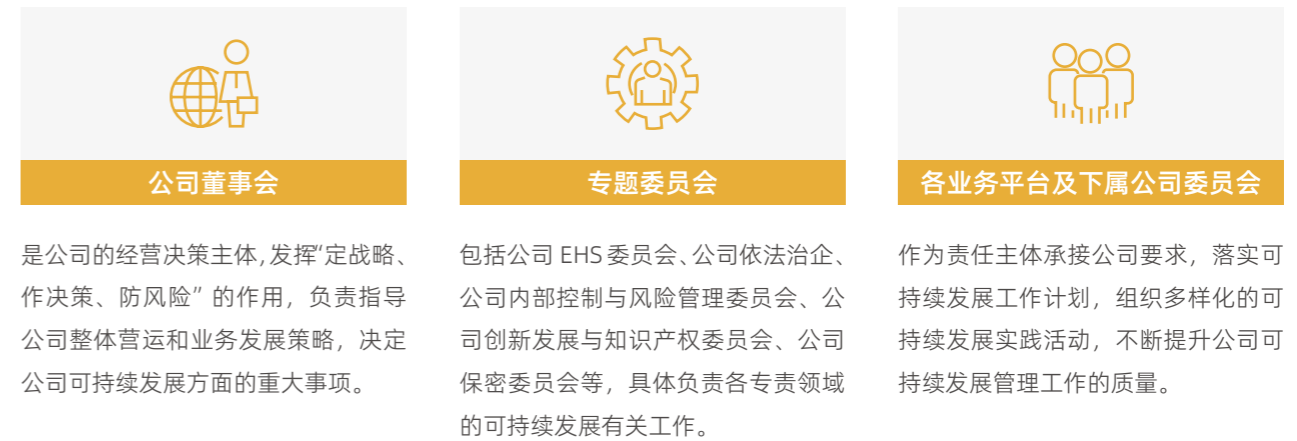 公司董事会
是公司的经营决策主体,发挥“定战略、
作决策、防风险”的作用，负责指导
公司整体营运和业务发展策略，决定
公司可持续发展方面的重大事项。
专题委员会
包括公司 EHS 委员会、公司依法治企、
公司内部控制与风险管理委员会、公
司创新发展与知识产权委员会、公司
保密委员会等，具体负责各专责领域
的可持续发展有关工作。
各业务平台及下属公司委员会
作为责任主体承接公司要求，落实可
持续发展工作计划，组织多样化的可
持续发展实践活动，不断提升公司可
持续发展管理工作的质量。